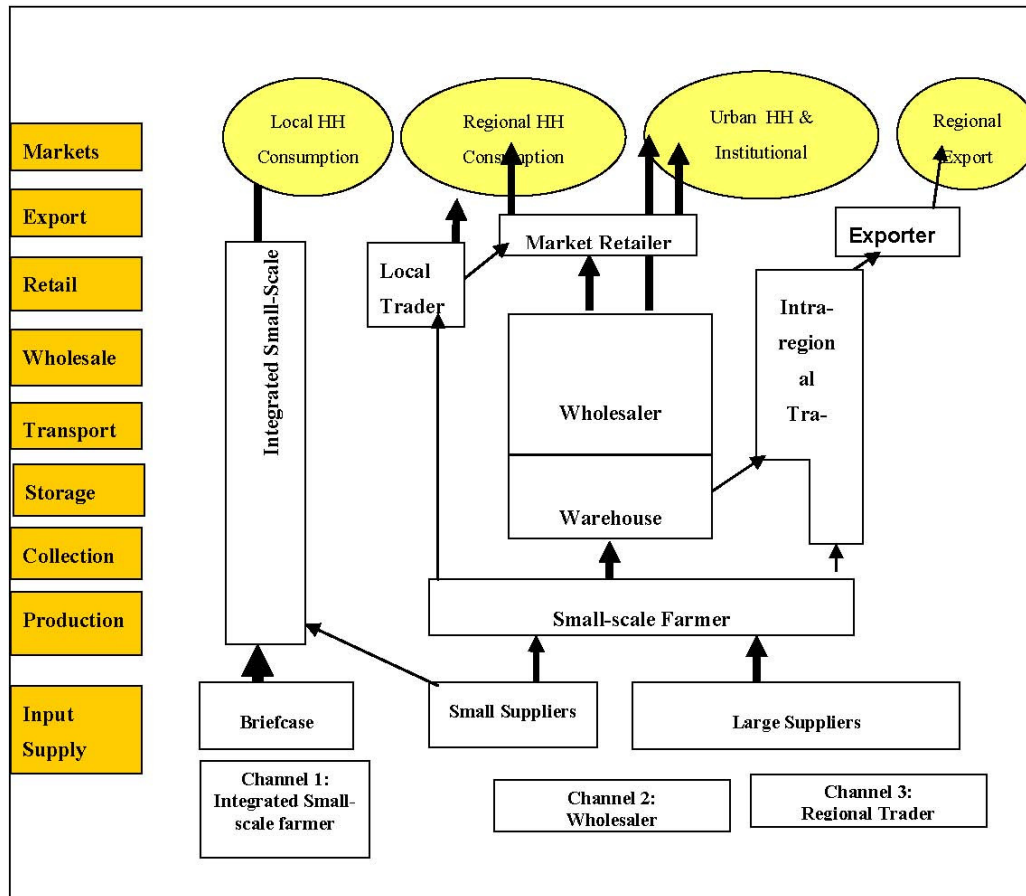 Local HH
Consumption
Regional HH
Consumption
Urban HH &
Institutional
Regional
Export
Markets
Export
Retail
Wholesale
Transport
Storage
Collection
Production
Input
Supply
Integrated Small-Scale
Local
Trader
Market Retailer
Exporter
Intra-
region
al
Tra-
Wholesaler
Warehouse
Small-scale Farmer
Briefcase
Small Suppliers
Large Suppliers
Channel 1:
Integrated Small-
scale farmer
Channel 2:
Wholesaler
Channel 3:
Regional Trader